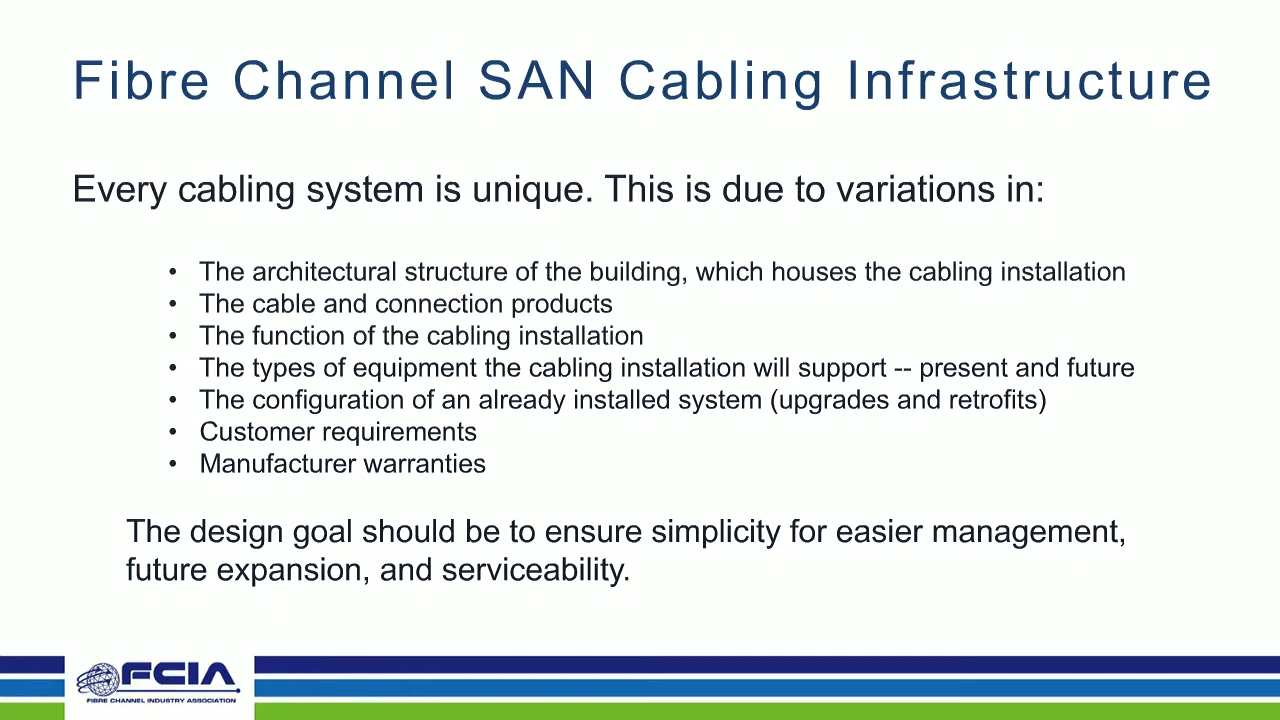 Fibre Channel SAN Cabling Infrastructure
Every cabling system is unique. This is due to variations in:
• The architectural structure of the building, which houses the cabling installation
• The cable and connection products
• The function of the cabling installation
• The types of equipment the cabling installation will support -- present and future
• The configuration of an already installed system (upgrades and retrofits)
• Customer requirements
• Manufacturer warranties
The design goal should be to ensure simplicity for easier management,
future expansion, and serviceability.
FCIA
FIBRE CHANNEL INDUSTRY ASSOCIATION